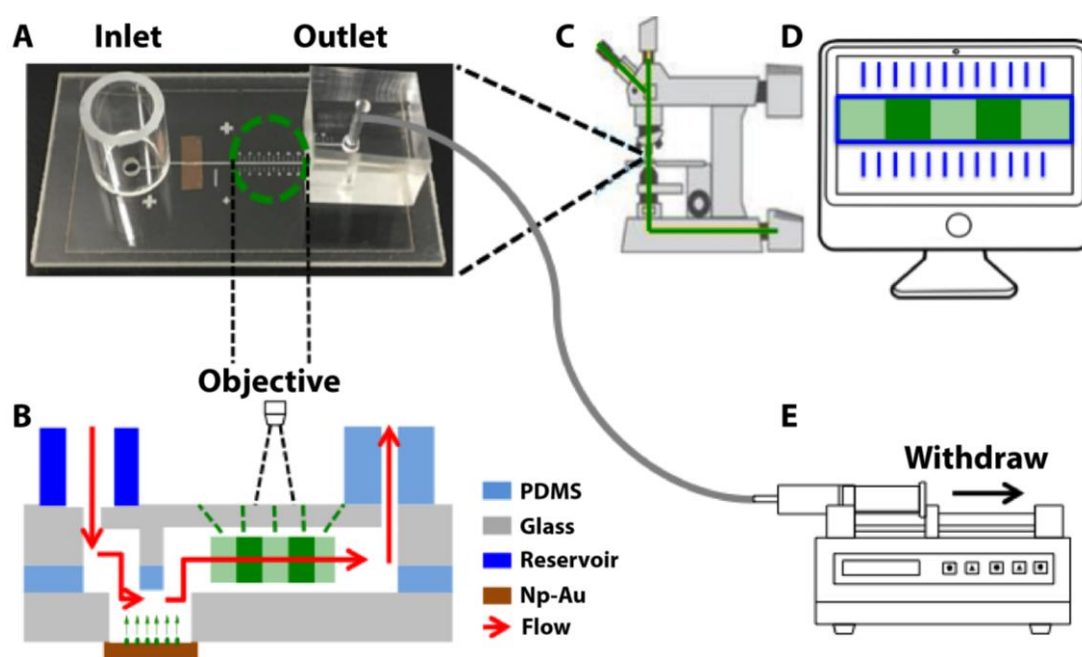 A
Inlet
Outlet
C
D
Objective
B
E
Withdraw
PDMS
Glass
Reservoir
Np-Au
Flow